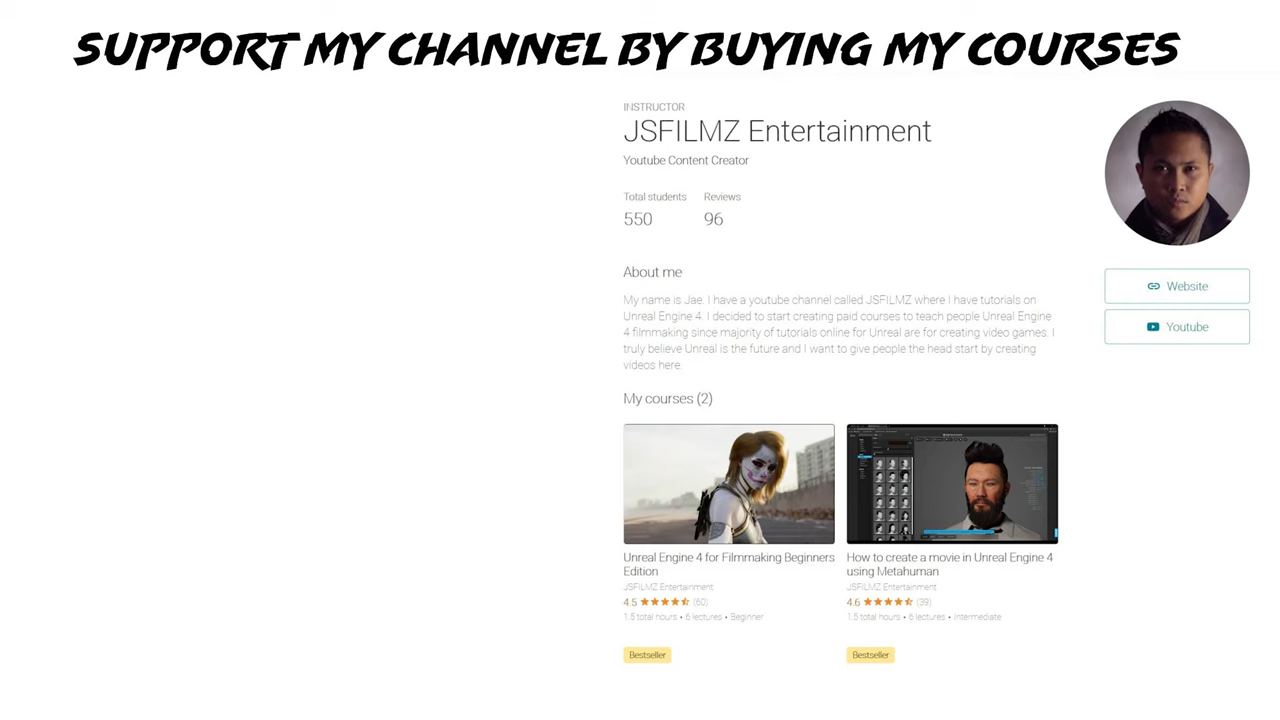 SUPPORT MY CHANNEL BY BUYING MY COURSES
INSTRUCTOR
JSFILMZ Entertainment
Youtube Content Creator
Total students Reviews
550 96
Website
Youtube
About me
My name is Jae. I have a youtube channel called JSFILMZ where I have tutorials on
Unreal Engine 4. I decided to start creating paid courses to teach people Unreal Engine
4 filmmaking since majority of tutorials online for Unreal are for creating video games. I
truly believe Unreal is the future and I want to give people the head start by creating
videos here.
My courses (2)
Unreal Engine 4 for Filmmaking Beginners
Edition
JSFILMZ Entertainment
4.5 (60)
1.5 total hours • 6 lectures • Beginner
Bestseller
How to create a movie in Unreal Engine 4
using Metahuman
JSFILMZ Entertainment
4.6 (39)
1.5 total hours • 6 lectures • Intermediate
Bestseller